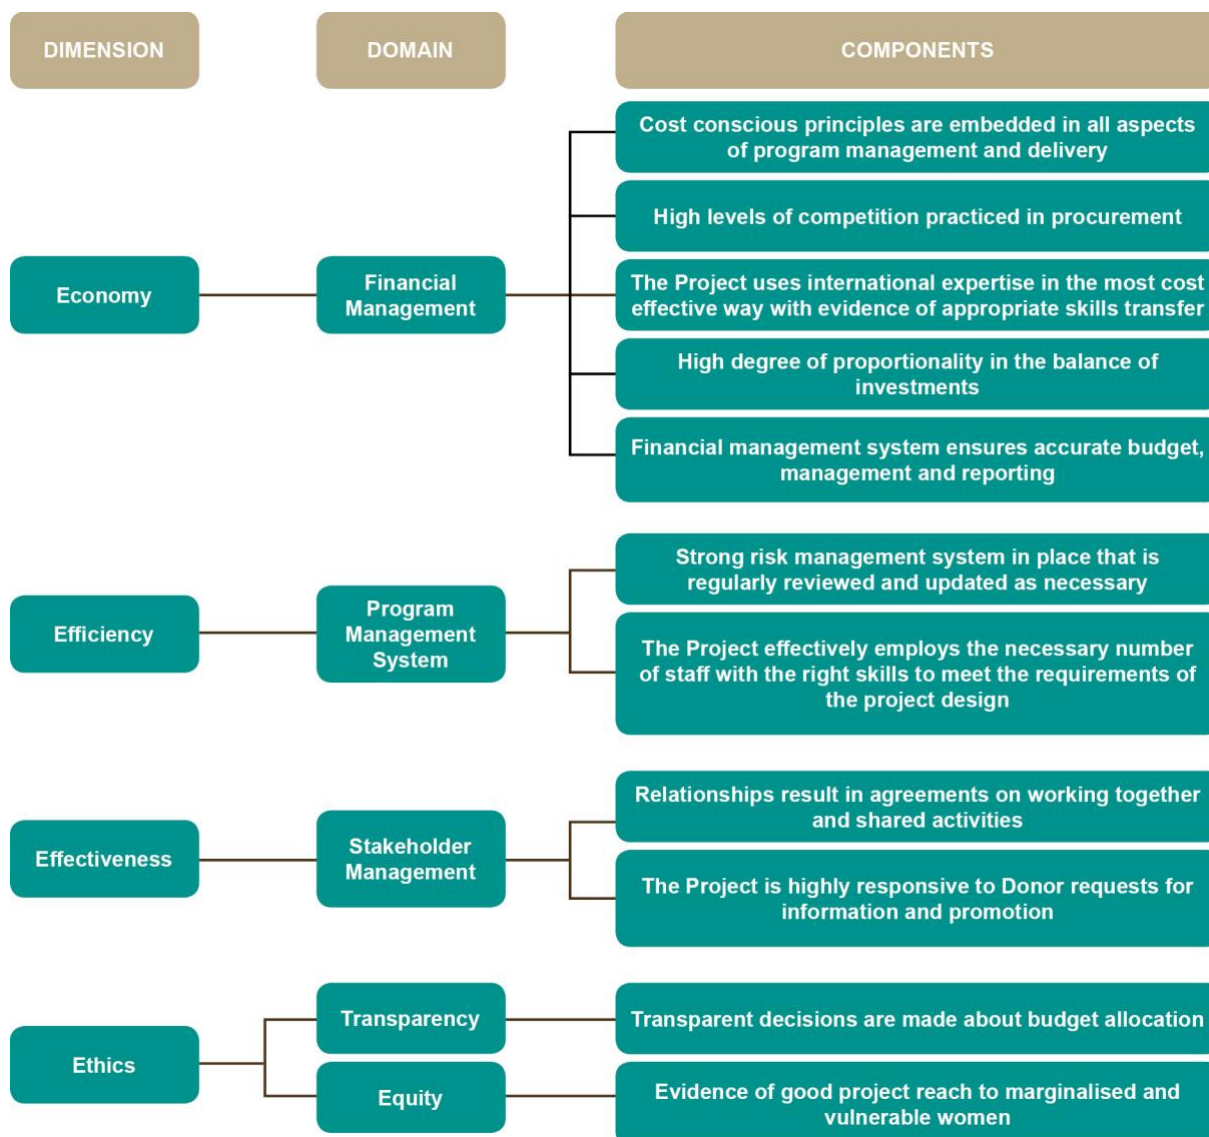 DIMENSION
DOMAIN
COMPONENTS
Economy
Financial
Management
Cost conscious principles are embedded in all aspects
of program management and delivery
High levels of competition practiced in procurement
The Project uses international expertise in the most cost
effective way with evidence of appropriate skills transfer
High degree of proportionality in the balance of
investments
Financial management system ensures accurate budget,
management and reporting
Efficiency
Program
Management
System
Strong risk management system in place that is
regularly reviewed and updated as necessary
The Project effectively employs the necessary number
of staff with the right skills to meet the requirements of
the project design
Effectiveness
Stakeholder
Management
Relationships result in agreements on working together
and shared activities
The Project is highly responsive to Donor requests for
information and promotion
Ethics
Transparency
Transparent decisions are made about budget allocation
Equity
Evidence of good project reach to marginalised and
vulnerable women